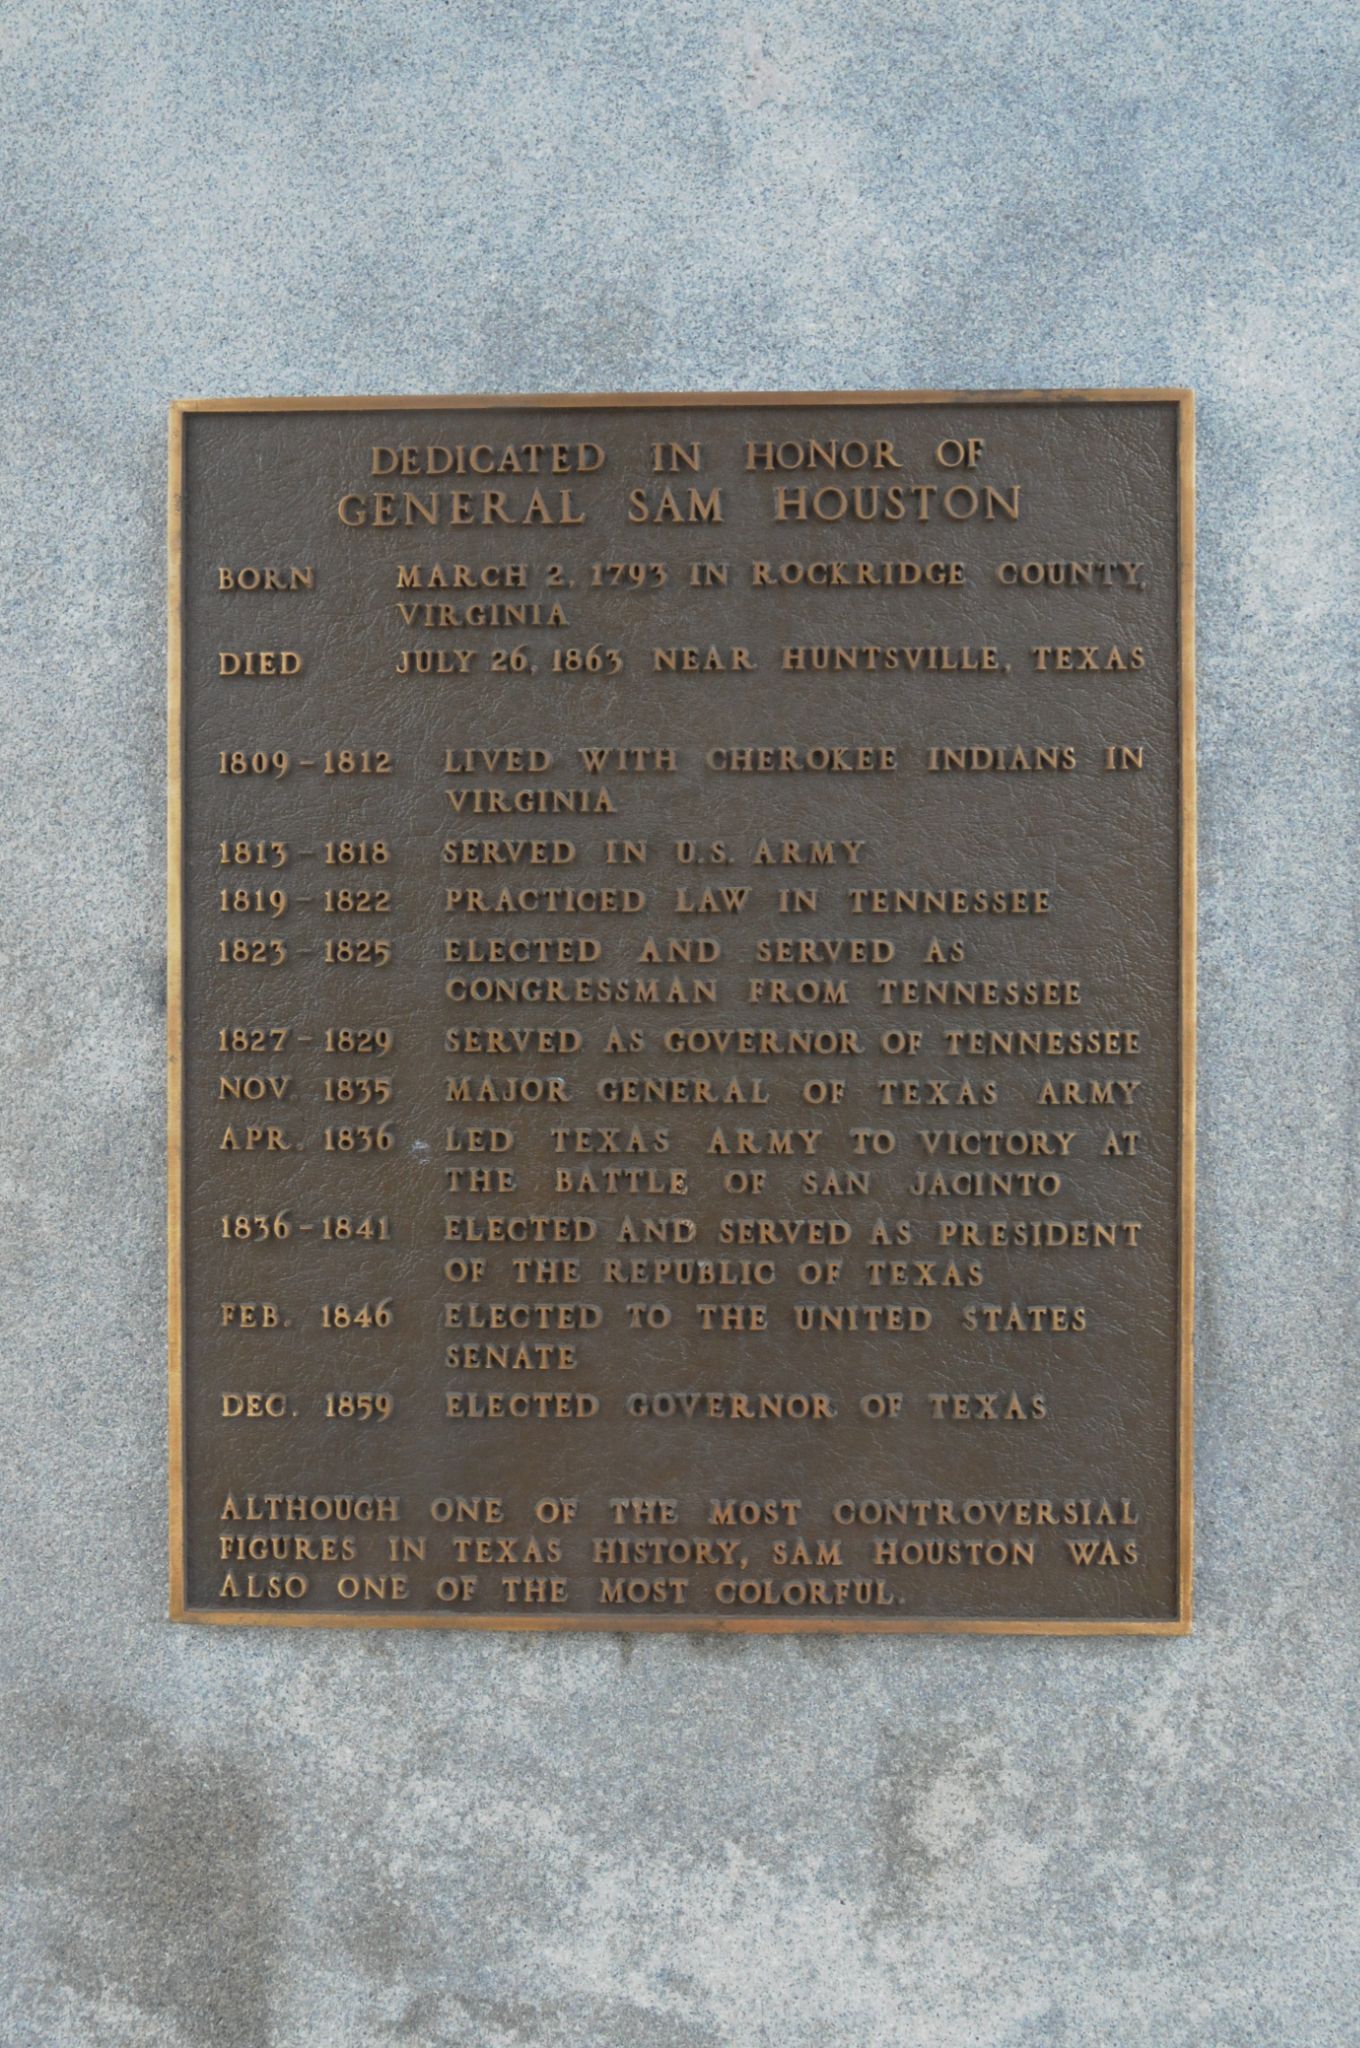 DEDICATED IN HONOR OF
GENERAL SAM HOUSTON
BORN MARCH 2, 1793 IN ROCKRIDGE COUNTY,
VIRGINIA
DIED JULY 26, 1863 NEAR HUNTSVILLE, TEXAS
1809 - 1812 LIVED WITH CHEROKEE INDIANS IN
VIRGINIA
1813 - 1818 SERVED IN U.S. ARMY
1819 - 1822 PRACTICED LAW IN TENNESSEE
1823 - 1825 ELECTED AND SERVED AS
CONGRESSMAN FROM TENNESSEE
1827 - 1829 SERVED AS GOVERNOR OF TENNESSEE
NOV. 1835 MAJOR GENERAL OF TEXAS ARMY
APR. 1836 LED TEXAS ARMY TO VICTORY AT
THE BATTLE OF SAN JACINTO
1836 - 1841 ELECTED AND SERVED AS PRESIDENT
OF THE REPUBLIC OF TEXAS
FEB. 1846 ELECTED TO THE UNITED STATES
SENATE
DEC. 1859 ELECTED GOVERNOR OF TEXAS
ALTHOUGH ONE OF THE MOST CONTROVERSIAL
FIGURES IN TEXAS HISTORY, SAM HOUSTON WAS
ALSO ONE OF THE MOST COLORFUL.